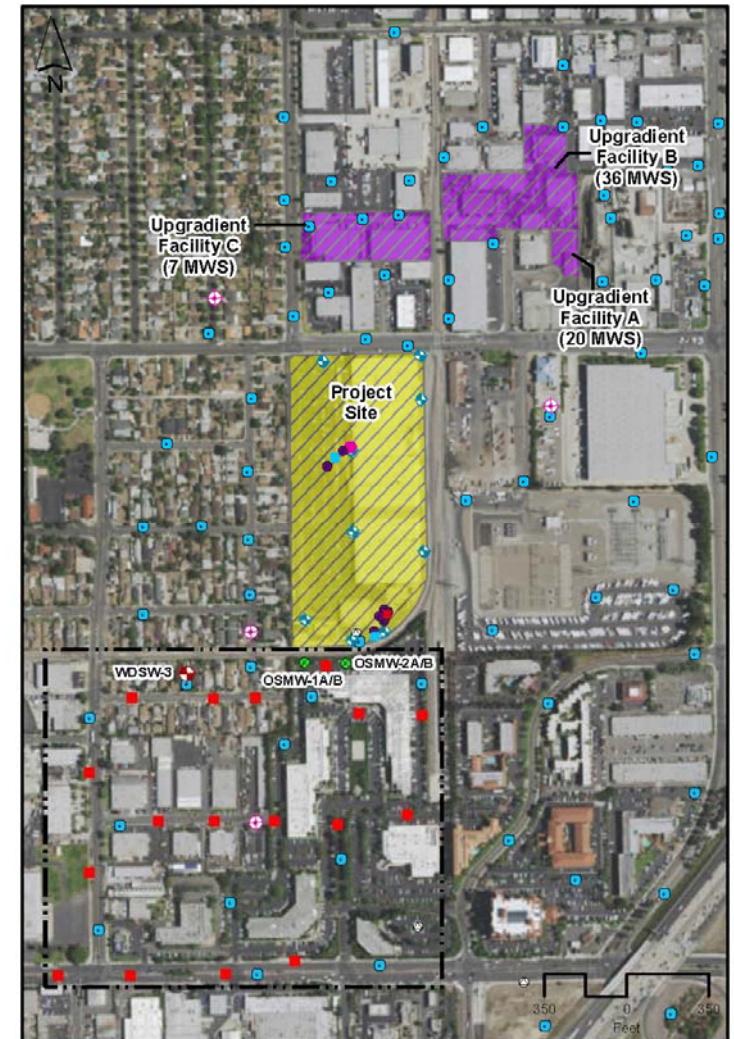 N
Upgradient
Facility B
(36 MWS)
Upgradient
Facility C
(7 MWS)
Upgradient
Facility A
(20 MWS)
Project
Site
WDSW-3
OSMW-1A/B
OSMW-2A/B
350
0
350
Feet